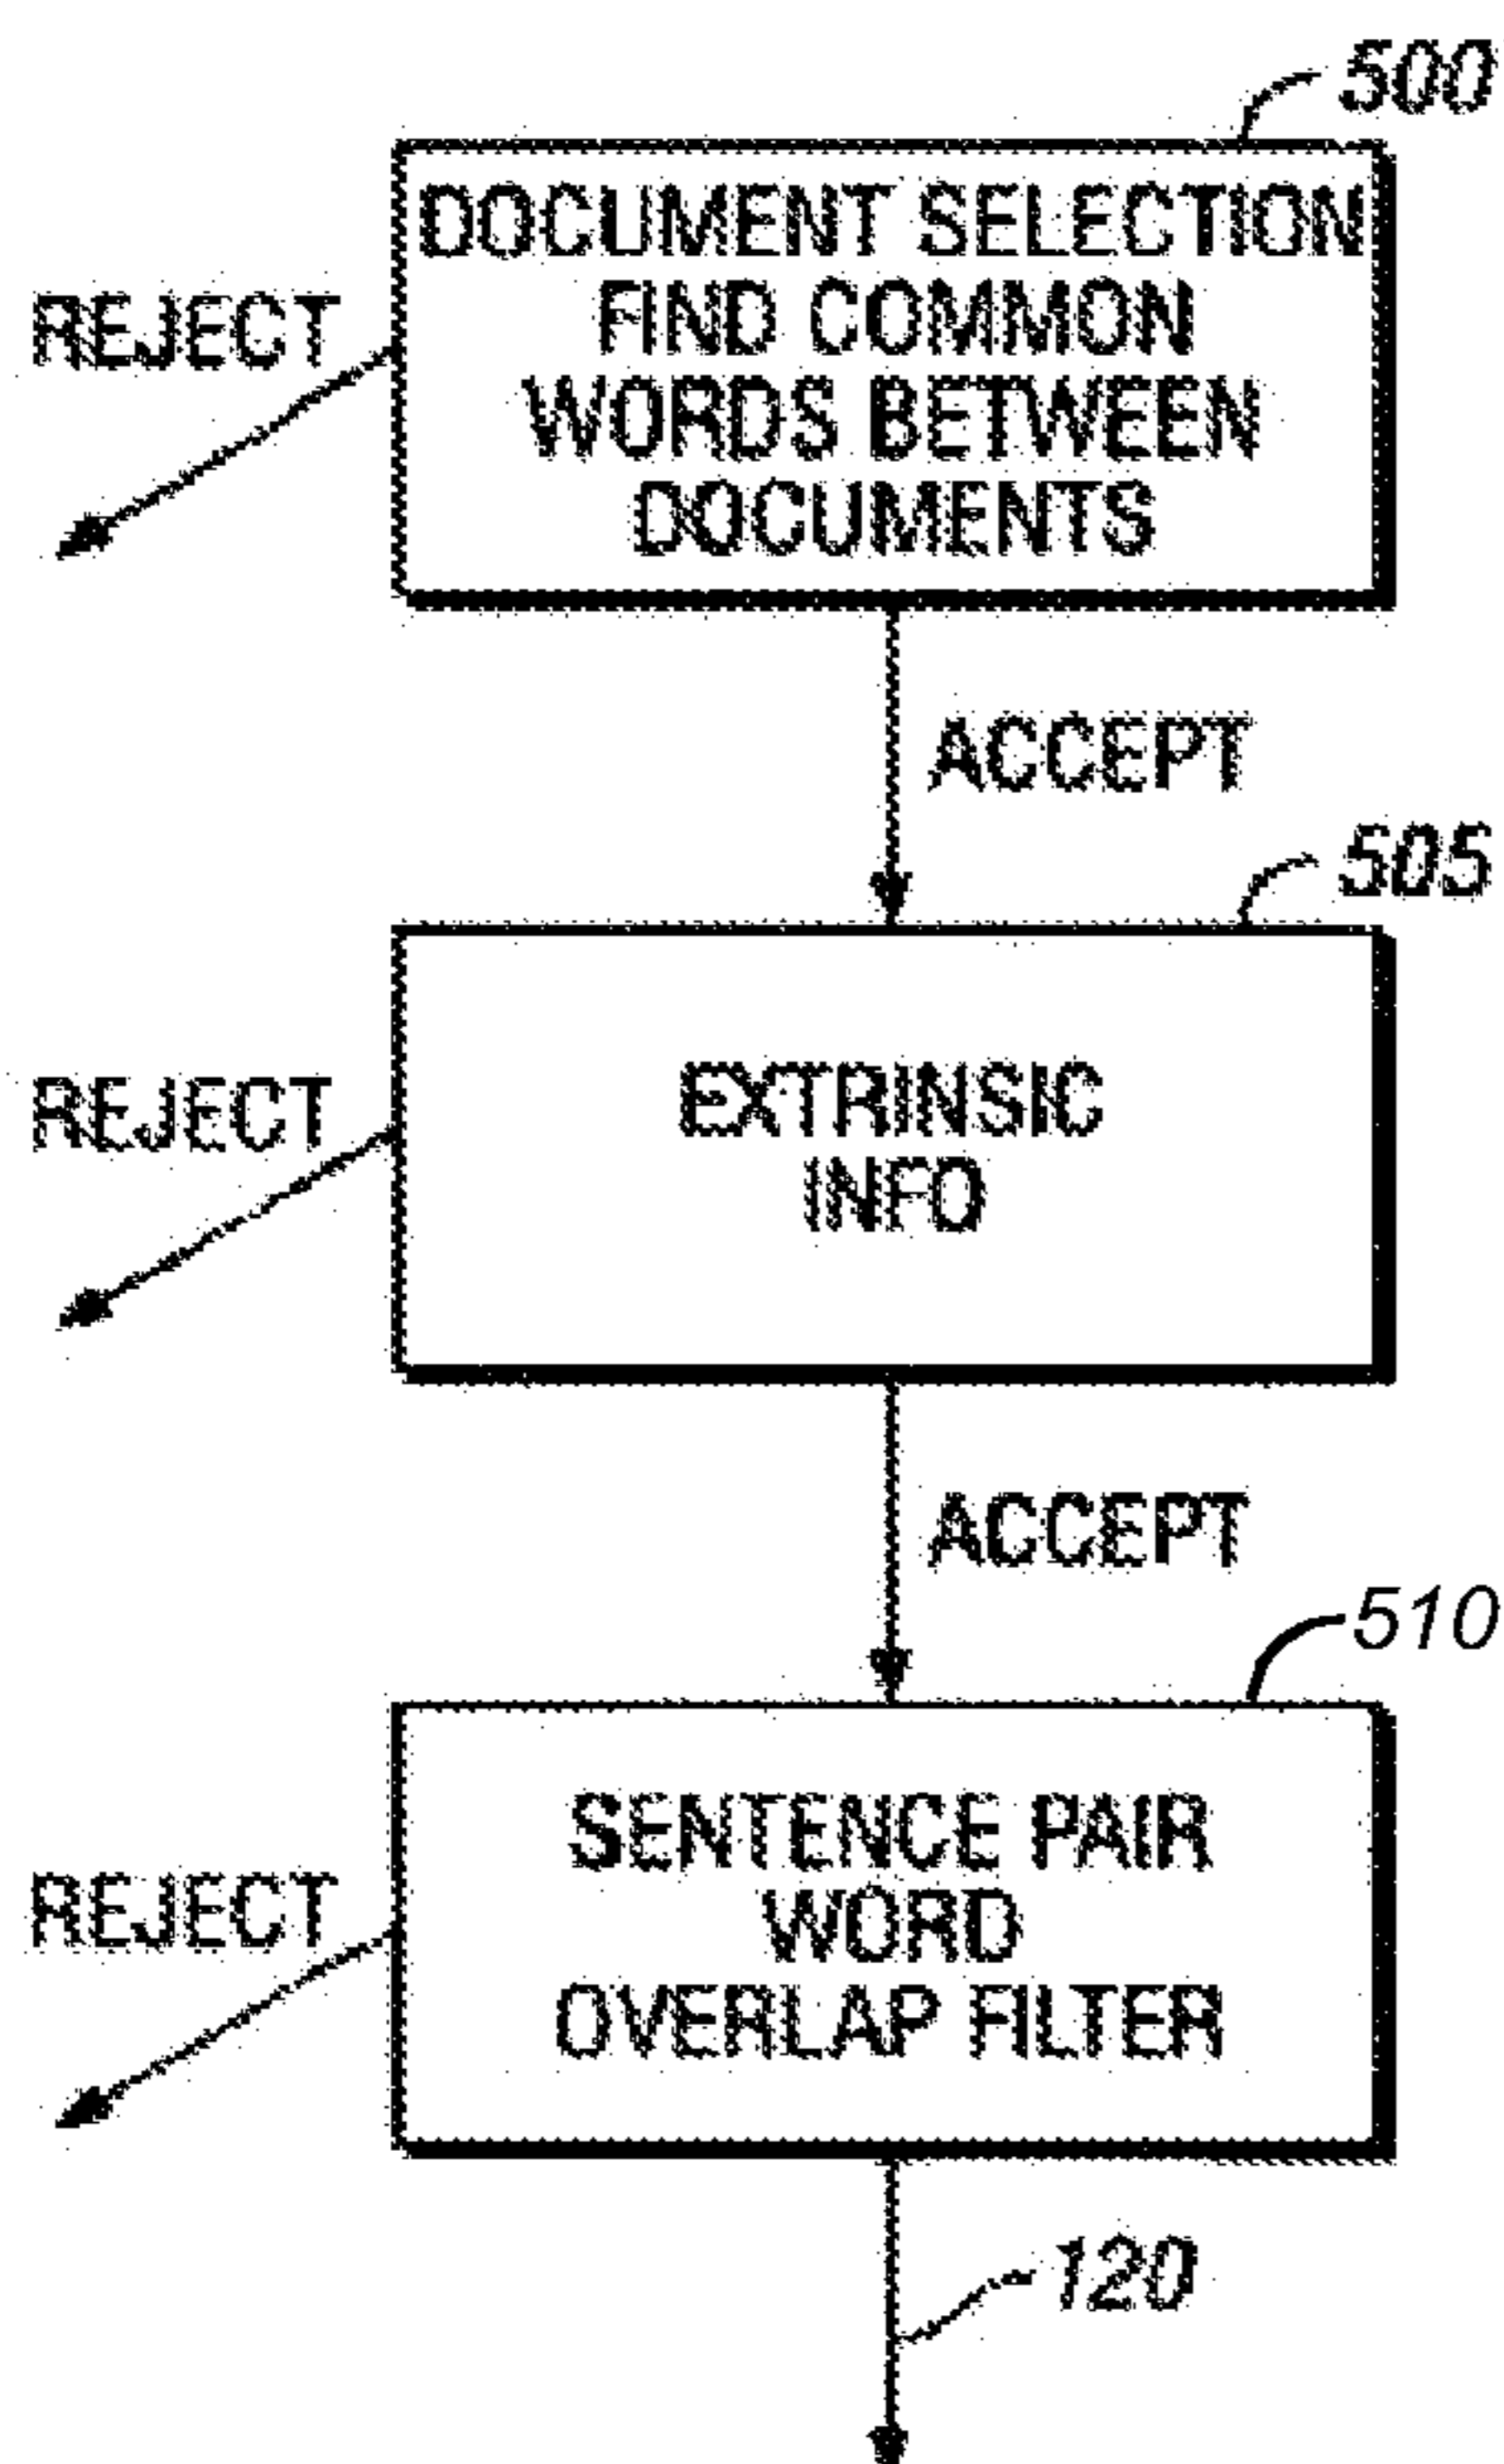 500
DOCUMENT SELECTION
FIND COMMON
WORDS BETWEEN
DOCUMENTS
REJECT
ACCEPT
505
EXTRINSIC
INFO
REJECT
ACCEPT
510
SENTENCE PAIR
WORD
OVERLAP FILTER
REJECT
120